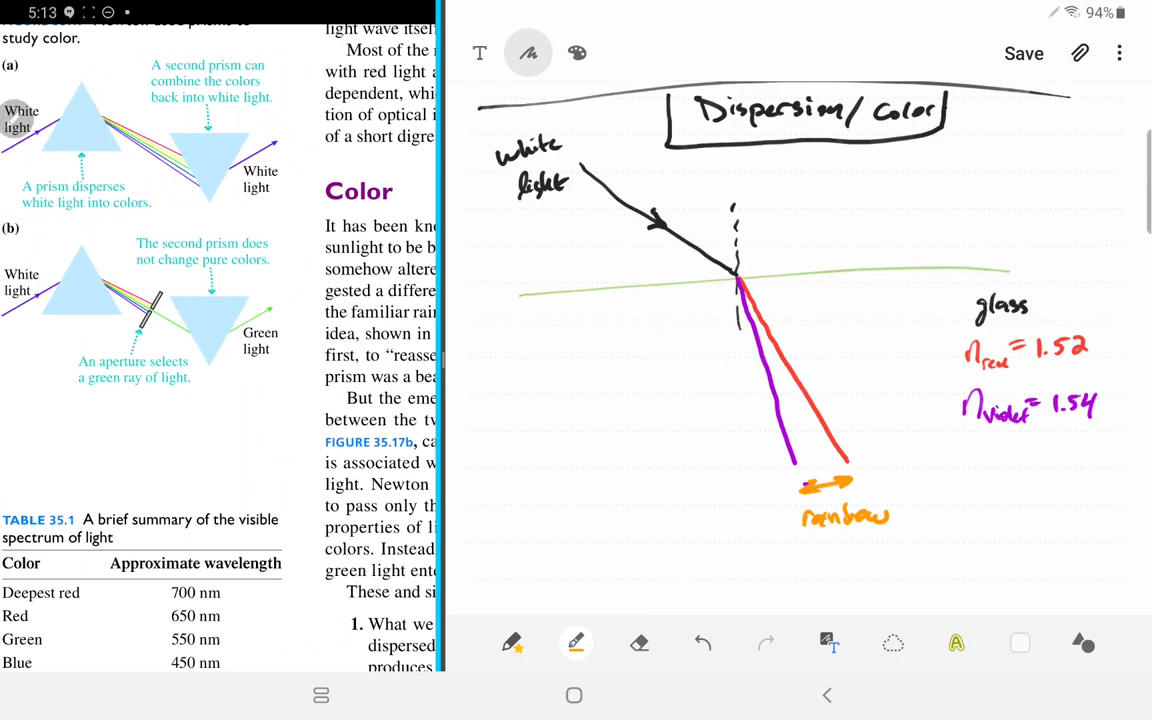 5:13
94%
study color.
(a)
A second prism can
combine the colors
back into white light.
White
light
White
light
A prism disperses
white light into colors.
(b)
The second prism does
not change pure colors.
White
light
Green
light
An aperture selects
a green ray of light.
TABLE 35.1 A brief summary of the visible
spectrum of light
Color Approximate wavelength
Deepest red 700 nm
Red 650 nm
Green 550 nm
Blue 450 nm
light wave itsel
Most of the
with red light
dependent, whi
tion of optical i
of a short digre
Color
It has been kn
sunlight to be b
somehow altere
gested a differe
the familiar rain
idea, shown in
first, to “reasse
prism was a bea
But the eme
between the tw
FIGURE 35.17b, ca
is associated w
light. Newton
to pass only th
properties of li
colors. Instead
green light ente
These and si
1. What we
dispersed
produces
T
Save
Dispersion/Color
white
light
glass
nred = 1.52
nviolet = 1.54
rainbow
T
A